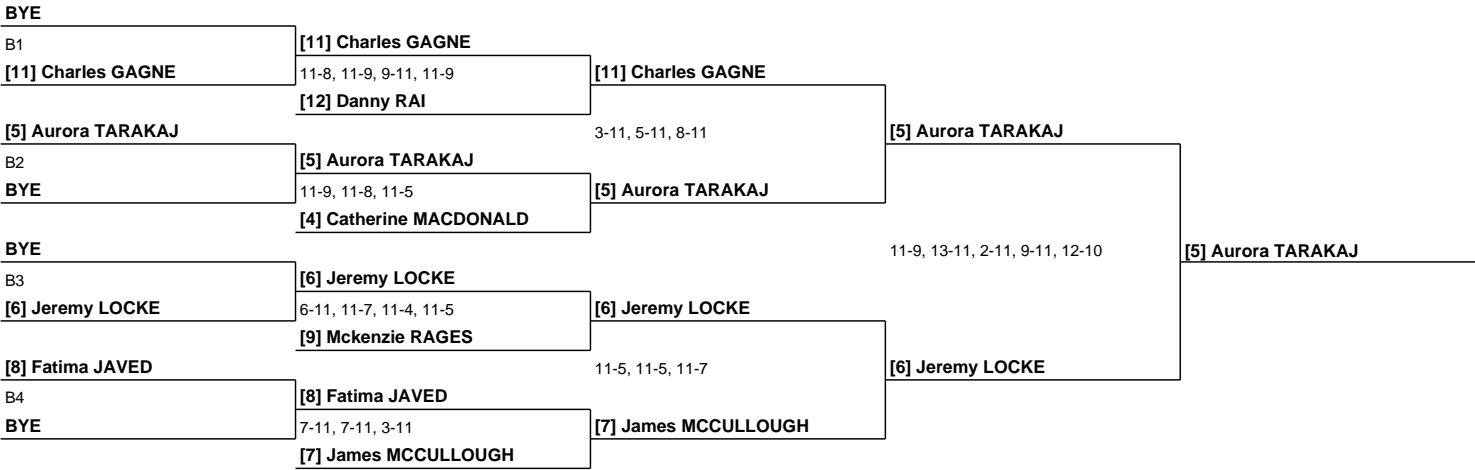 BYE
B1
[11] Charles GAGNE
[11] Charles GAGNE
11-8, 11-9, 9-11, 11-9
[11] Charles GAGNE
[12] Danny RAI
[5] Aurora TARAKAJ
3-11, 5-11, 8-11
[5] Aurora TARAKAJ
B2
[5] Aurora TARAKAJ
BYE
11-9, 11-8, 11-5
[5] Aurora TARAKAJ
[4] Catherine MACDONALD
BYE
11-9, 13-11, 2-11, 9-11, 12-10
[5] Aurora TARAKAJ
B3
[6] Jeremy LOCKE
[6] Jeremy LOCKE
6-11, 11-7, 11-4, 11-5
[6] Jeremy LOCKE
[9] Mckenzie RAGES
[8] Fatima JAVED
11-5, 11-5, 11-7
[6] Jeremy LOCKE
B4
[8] Fatima JAVED
BYE
7-11, 7-11, 3-11
[7] James MCCULLOUGH
[7] James MCCULLOUGH